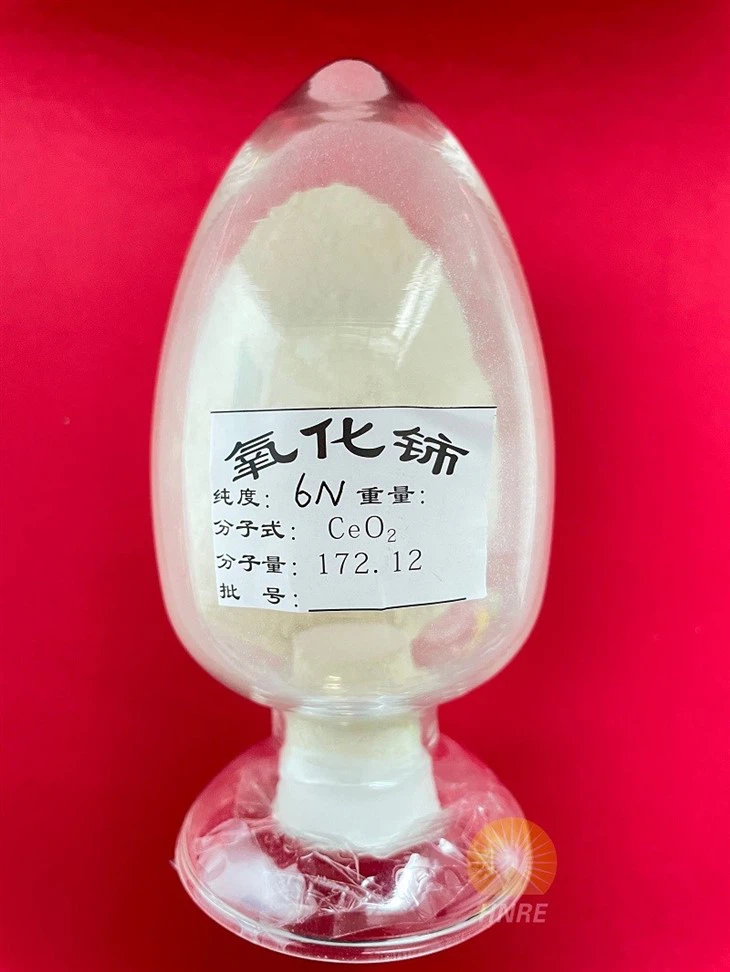 氧化铈
纯度: 6N 重量:
分子式: CeO₂
分子量: 172.12
批 号:
HNRE